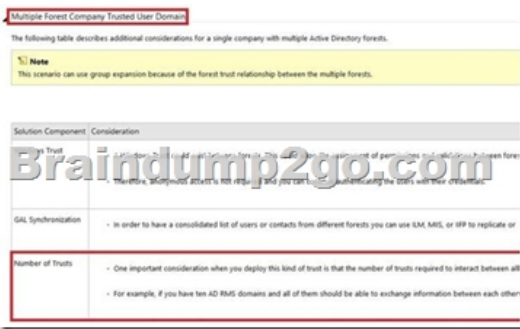 Multiple Forest Company Trusted User Domain
The following table describes additional considerations for a single company with multiple Active Directory forests.
Note
This scenario can use group expansion because of the forest trust relationship between the multiple forests.
Solution Component Consideration
Trust
Braindump2go.com
Therefore, anonymous access is not required and you can authenticating the users with their credentials.
GAL Synchronization
• In order to have a consolidated list of users or contacts from different forests you can use ILM, MIIS, or IIFP to replicate or
Number of Trusts
• One important consideration when you deploy this kind of trust is that the number of trusts required to interact between all
• For example, if you have ten AD RMS domains and all of them should be able to exchange information between each other